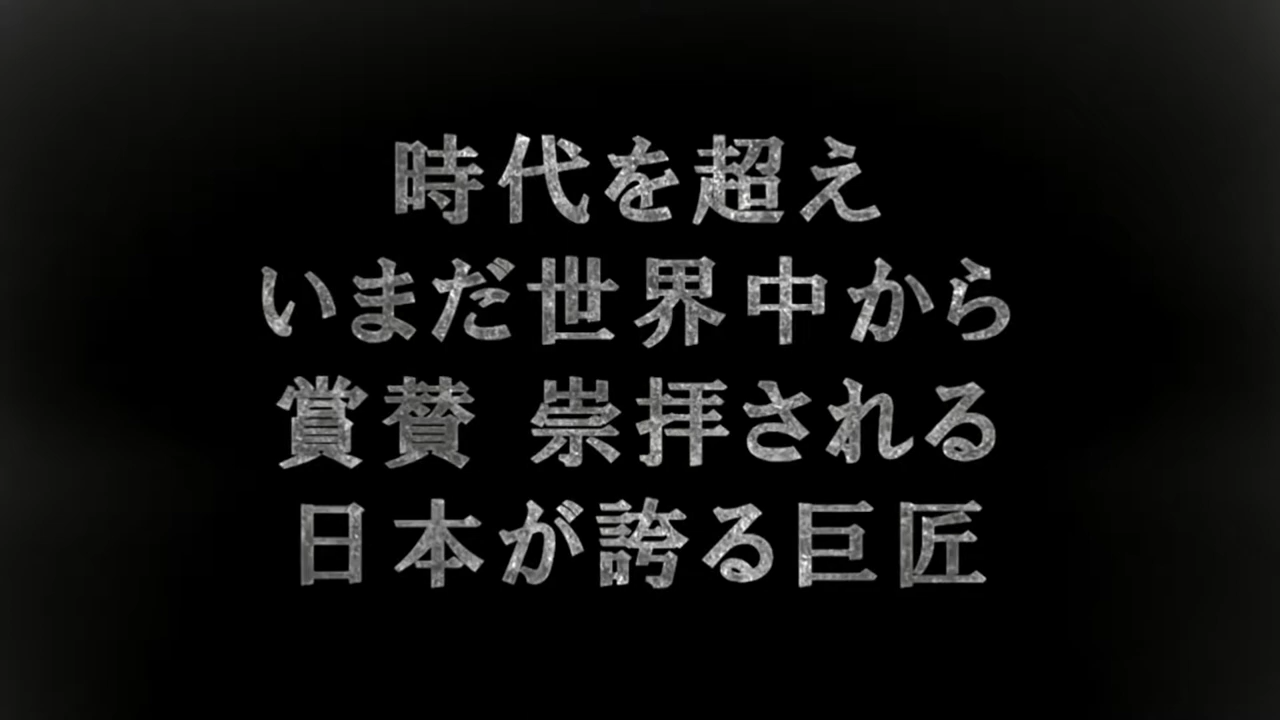 時代を超え
いまだ世界中から
賞賛 崇拝される
日本が誇る巨匠